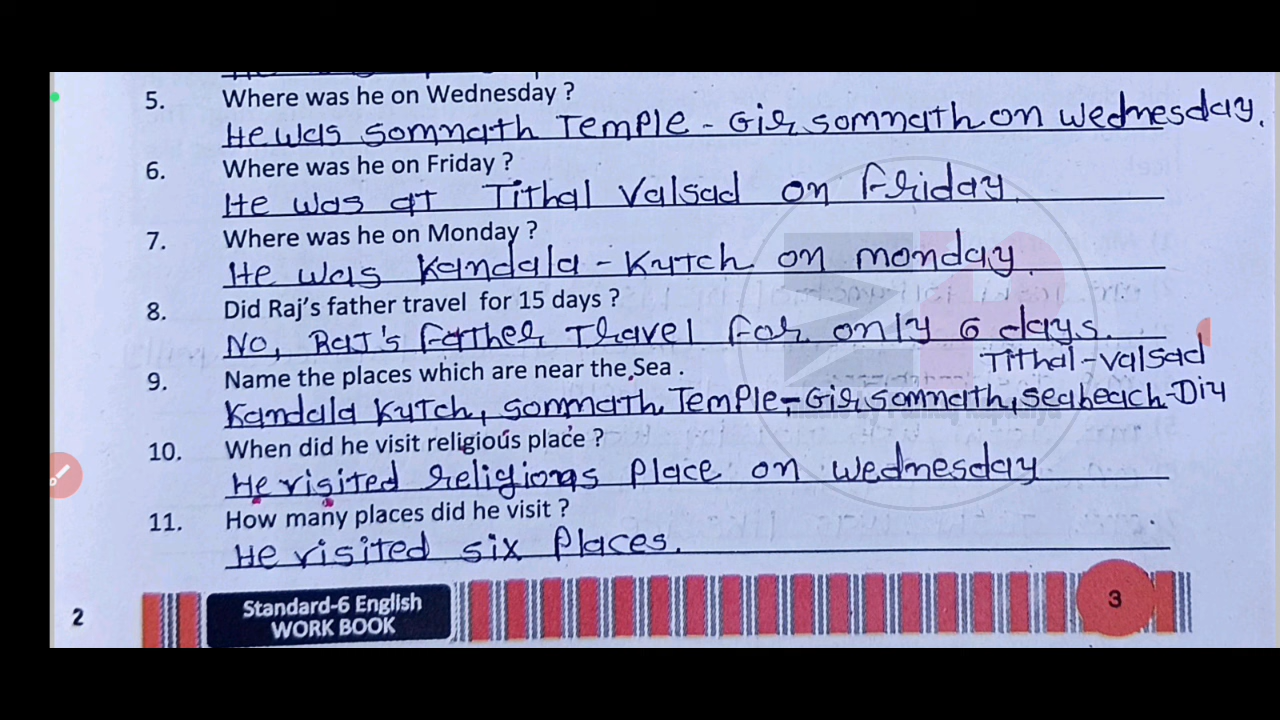 5. Where was he on Wednesday ?
He was somnath Temple - Gir somnath on wednesday.
6. Where was he on Friday ?
He was at Tithal Valsad on Friday.
7. Where was he on Monday ?
He was Kandala - Kutch on monday.
8. Did Raj's father travel for 15 days ?
No, Raj's Father Travel For only 6 days.
9. Name the places which are near the Sea .
Tithal-valsad
Kandala Kutch, sommath Temple-Gir somnath, seabeach-Diu
10. When did he visit religious place ?
He visited religions Place on wednesday
11. How many places did he visit ?
He visited six Places.
2
Standard-6 English
WORK BOOK
3